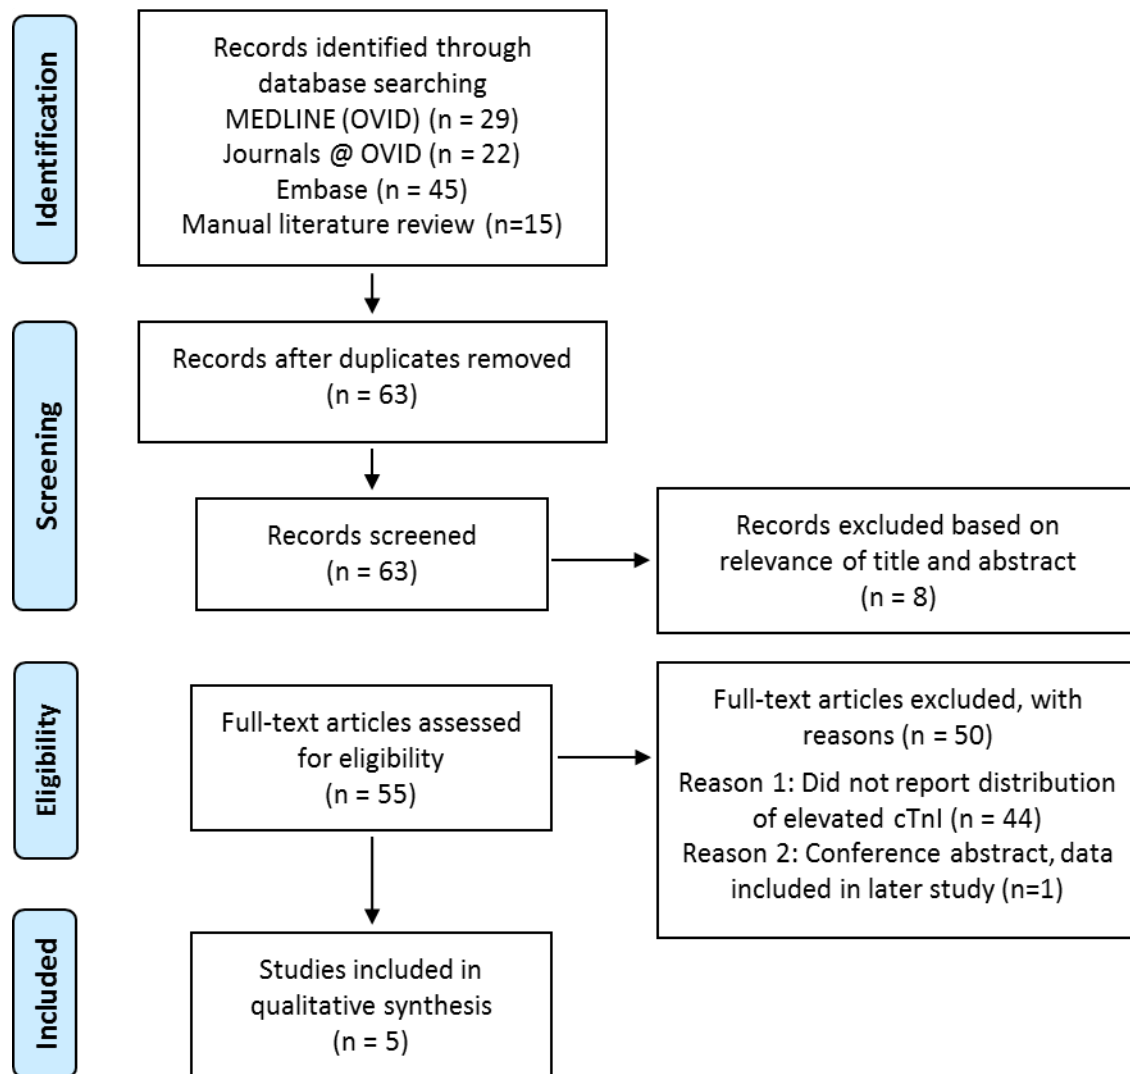 Identification
Records identified through
database searching
MEDLINE (OVID) (n = 29)
Journals @ OVID (n = 22)
Embase (n = 45)
Manual literature review (n=15)
Screening
Records after duplicates removed
(n = 63)
Records screened
(n = 63)
Records excluded based on
relevance of title and abstract
(n = 8)
Eligibility
Full-text articles assessed
for eligibility
(n = 55)
Full-text articles excluded, with
reasons (n = 50)
Reason 1: Did not report distribution
of elevated cTnI (n = 44)
Reason 2: Conference abstract, data
included in later study (n=1)
Included
Studies included in
qualitative synthesis
(n = 5)